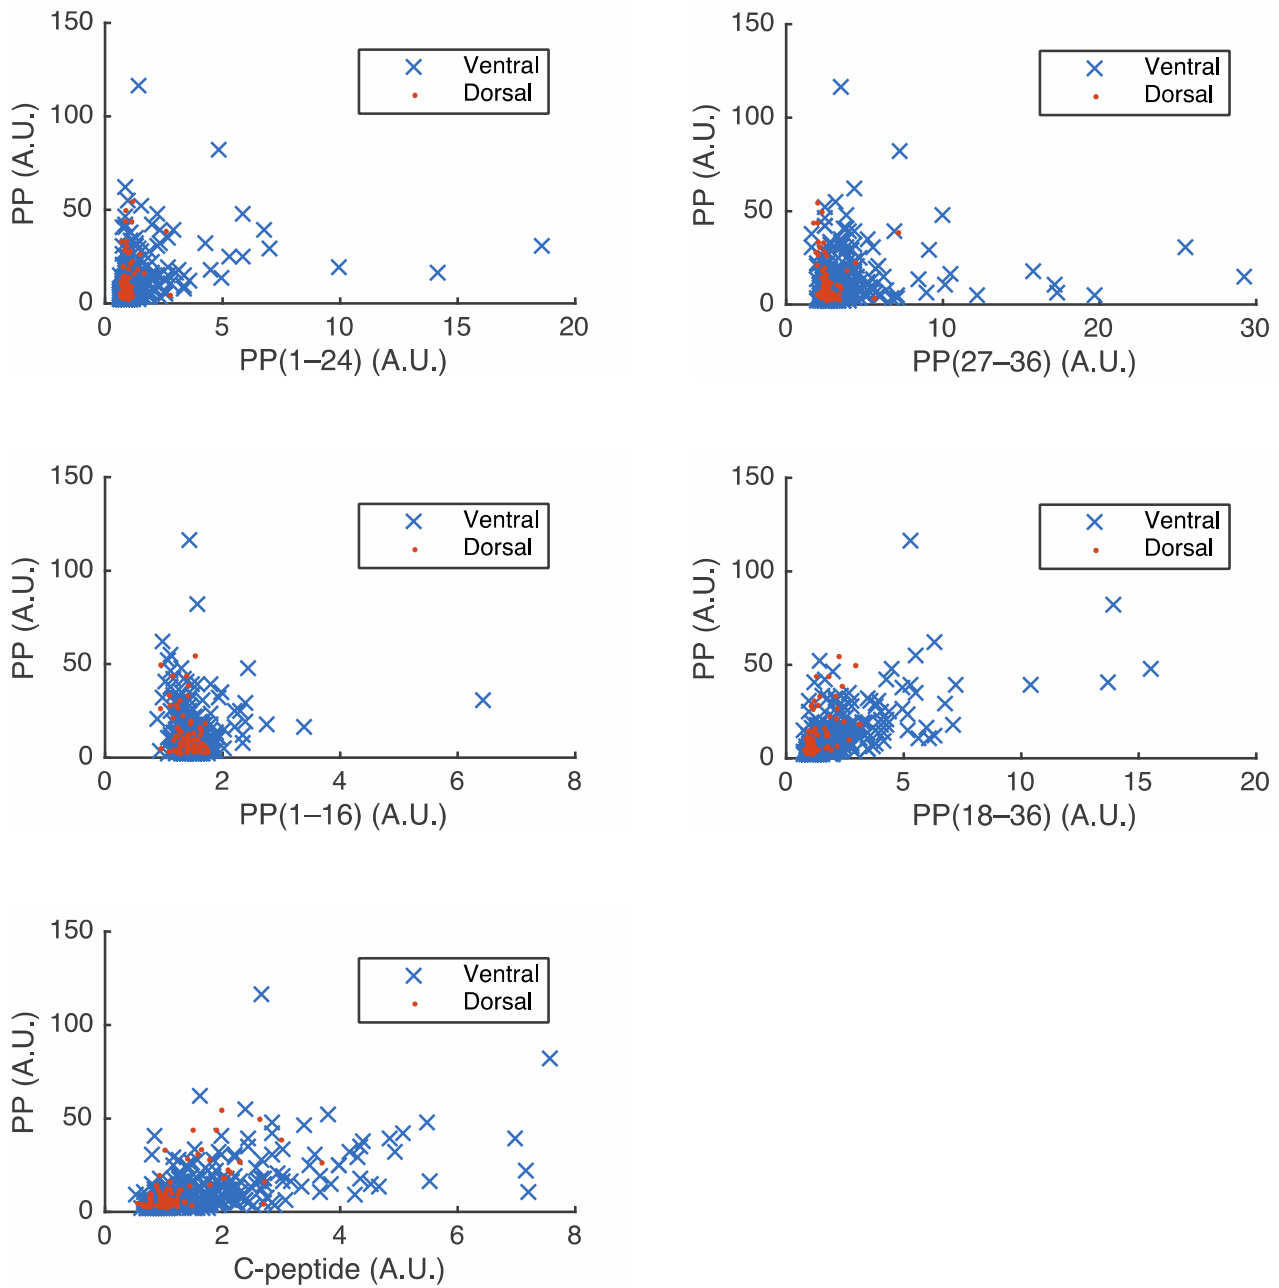 150
100
50
0
PP (A.U.)
0 5 10 15 20
PP(1–24) (A.U.)
Ventral
Dorsal
150
100
50
0
PP (A.U.)
0 10 20 30
PP(27–36) (A.U.)
Ventral
Dorsal
150
100
50
0
PP (A.U.)
0 2 4 6 8
PP(1–16) (A.U.)
Ventral
Dorsal
150
100
50
0
PP (A.U.)
0 5 10 15 20
PP(18–36) (A.U.)
Ventral
Dorsal
150
100
50
0
PP (A.U.)
0 2 4 6 8
C-peptide (A.U.)
Ventral
Dorsal